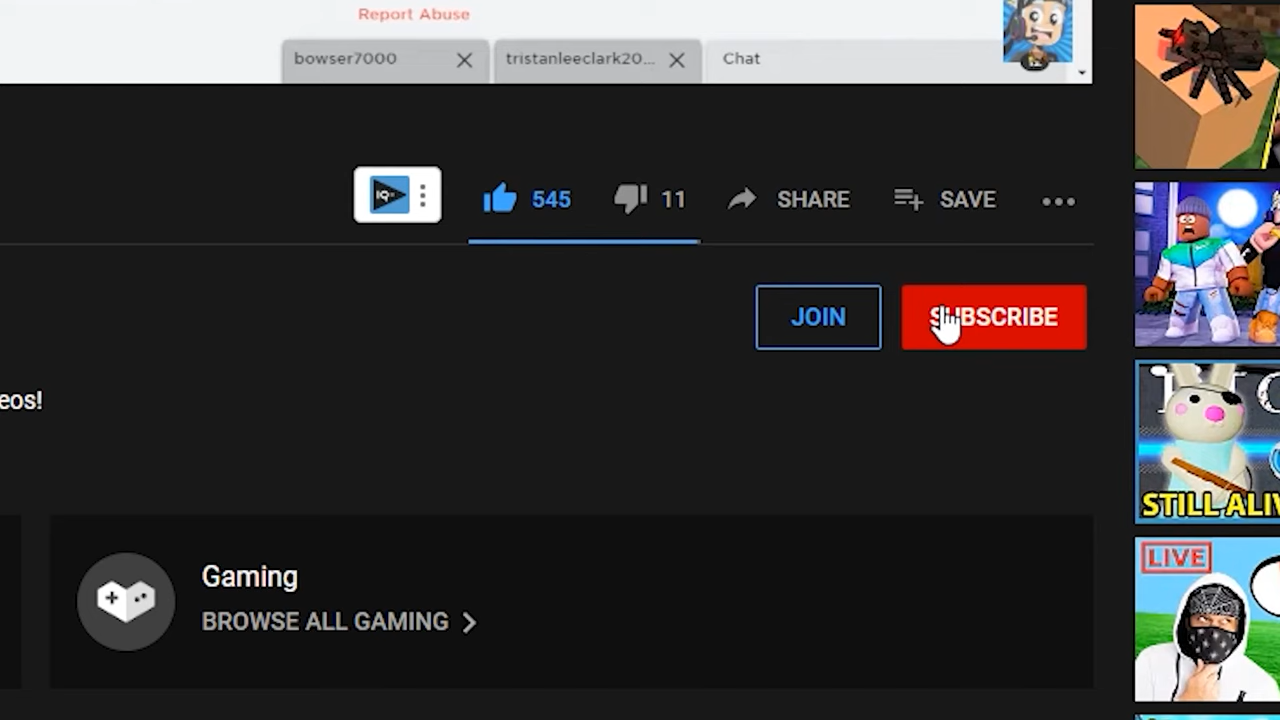 Report Abuse
bowser7000
tristanleeclark20...
Chat
IQ
545
11
SHARE
SAVE
JOIN
SUBSCRIBE
eos!
STILL ALIV
LIVE
Gaming
BROWSE ALL GAMING